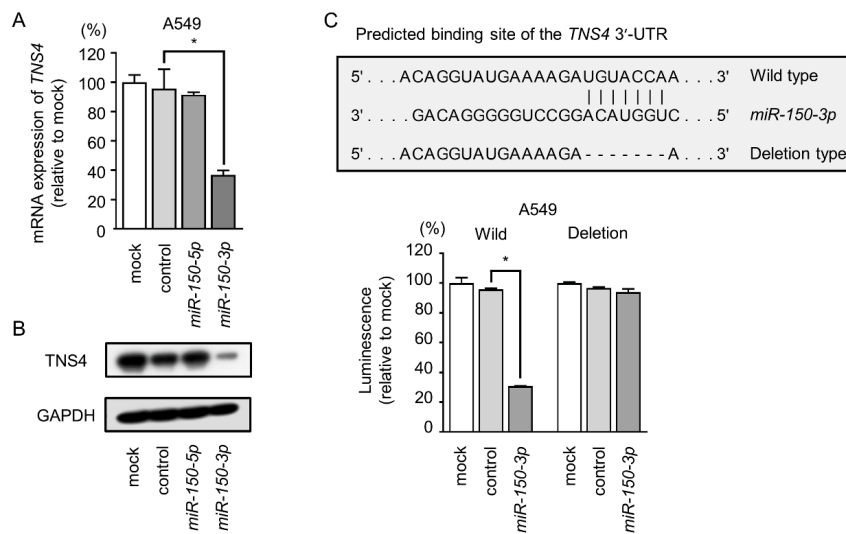 A
(%)
A549
*
mRNA expression of TNS4
(relative to mock)
120
100
80
60
40
20
0
mock
control
miR-150-5p
miR-150-3p
B
TNS4
GAPDH
mock
control
miR-150-5p
miR-150-3p
C
Predicted binding site of the TNS4 3′-UTR
5' . . . ACAGGUAUGAAAAGAUGUACCAA . . . 3' Wild type
3' . . . GACAGGGGGUCCGGACAUGGUC . . . 5' miR-150-3p
5' . . . ACAGGUAUGAAAAGA - - - - - - - A . . . 3' Deletion type
A549
(%)
Wild
Deletion
*
Luminescence
(relative to mock)
120
100
80
60
40
20
0
mock
control
miR-150-3p
mock
control
miR-150-3p